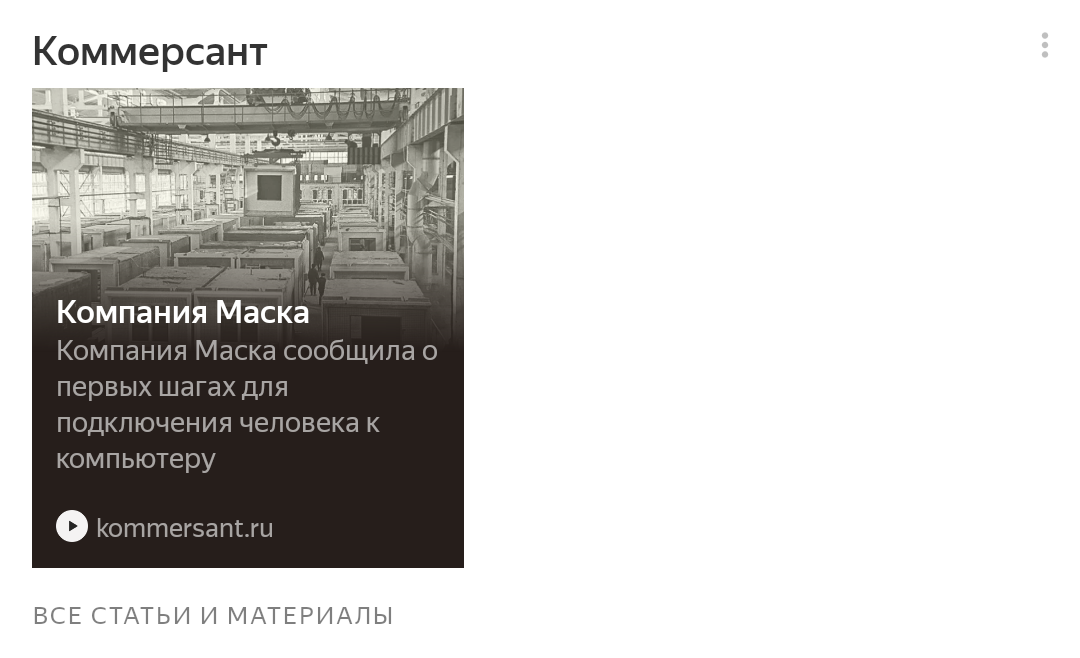 Коммерсант
Компания Маска
Компания Маска сообщила о
первых шагах для
подключения человека к
компьютеру
kommersant.ru
ВСЕ СТАТЬИ И МАТЕРИАЛЫ